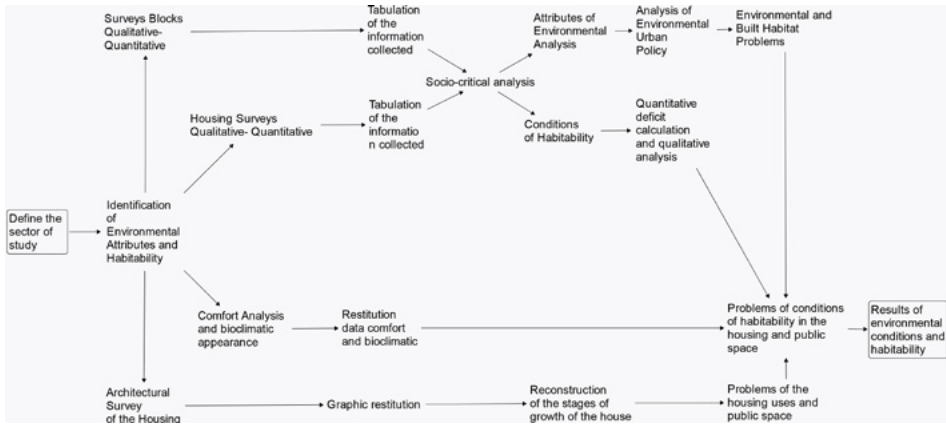 Surveys Blocks
Qualitative-
Quantitative
Tabulation
of the
information
collected
Attributes of
Environmental
Analysis
Analysis of
Environmental
Urban
Policy
Environmental and
Built Habitat
Problems
Socio-critical analysis
Housing Surveys
Qualitative- Quantitative
Tabulation
of the
informatio
n collected
Conditions
of Habitability
Quantitative
deficit
calculation
and qualitative
analysis
Define the
sector of
study
Identification
of
Environmental
Attributes and
Habitability
Comfort Analysis
and bioclimatic
appearance
Restitution
data comfort
and bioclimatic
Problems of conditions
of habitability in the
housing and public
space
Results of
environmental
conditions and
habitability
Architectural
Survey
of the Housing
Graphic restitution
Reconstruction
of the stages of
growth of the house
Problems of the
housing uses and
public space